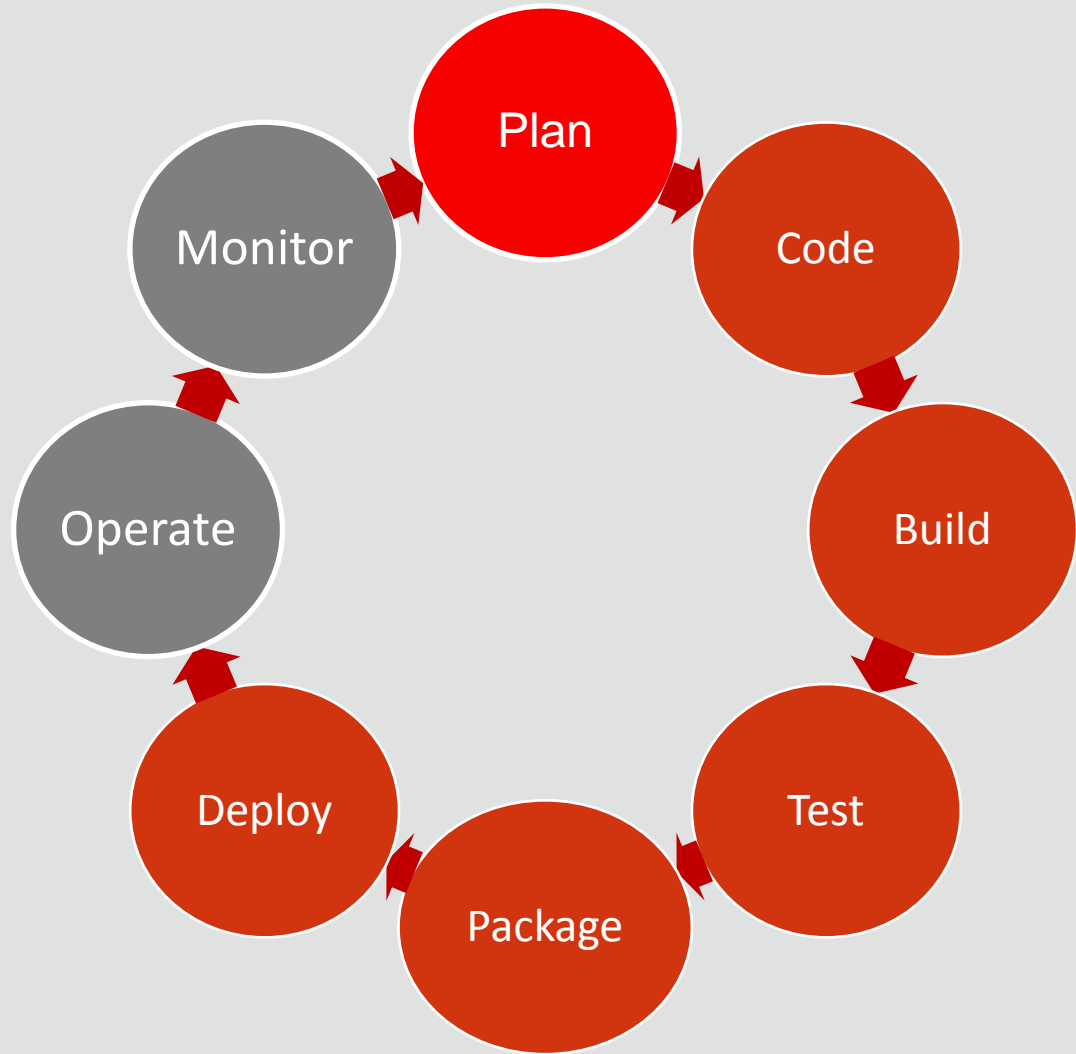 Plan
Code
Build
Test
Package
Deploy
Operate
Monitor